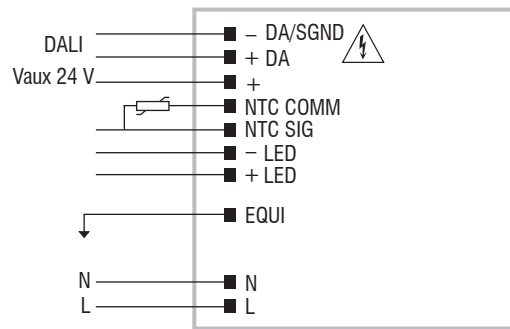 DALI
Vaux 24 V
– DA/SGND
+ DA
+
NTC COMM
NTC SIG
– LED
+ LED
EQUI
N N
L L